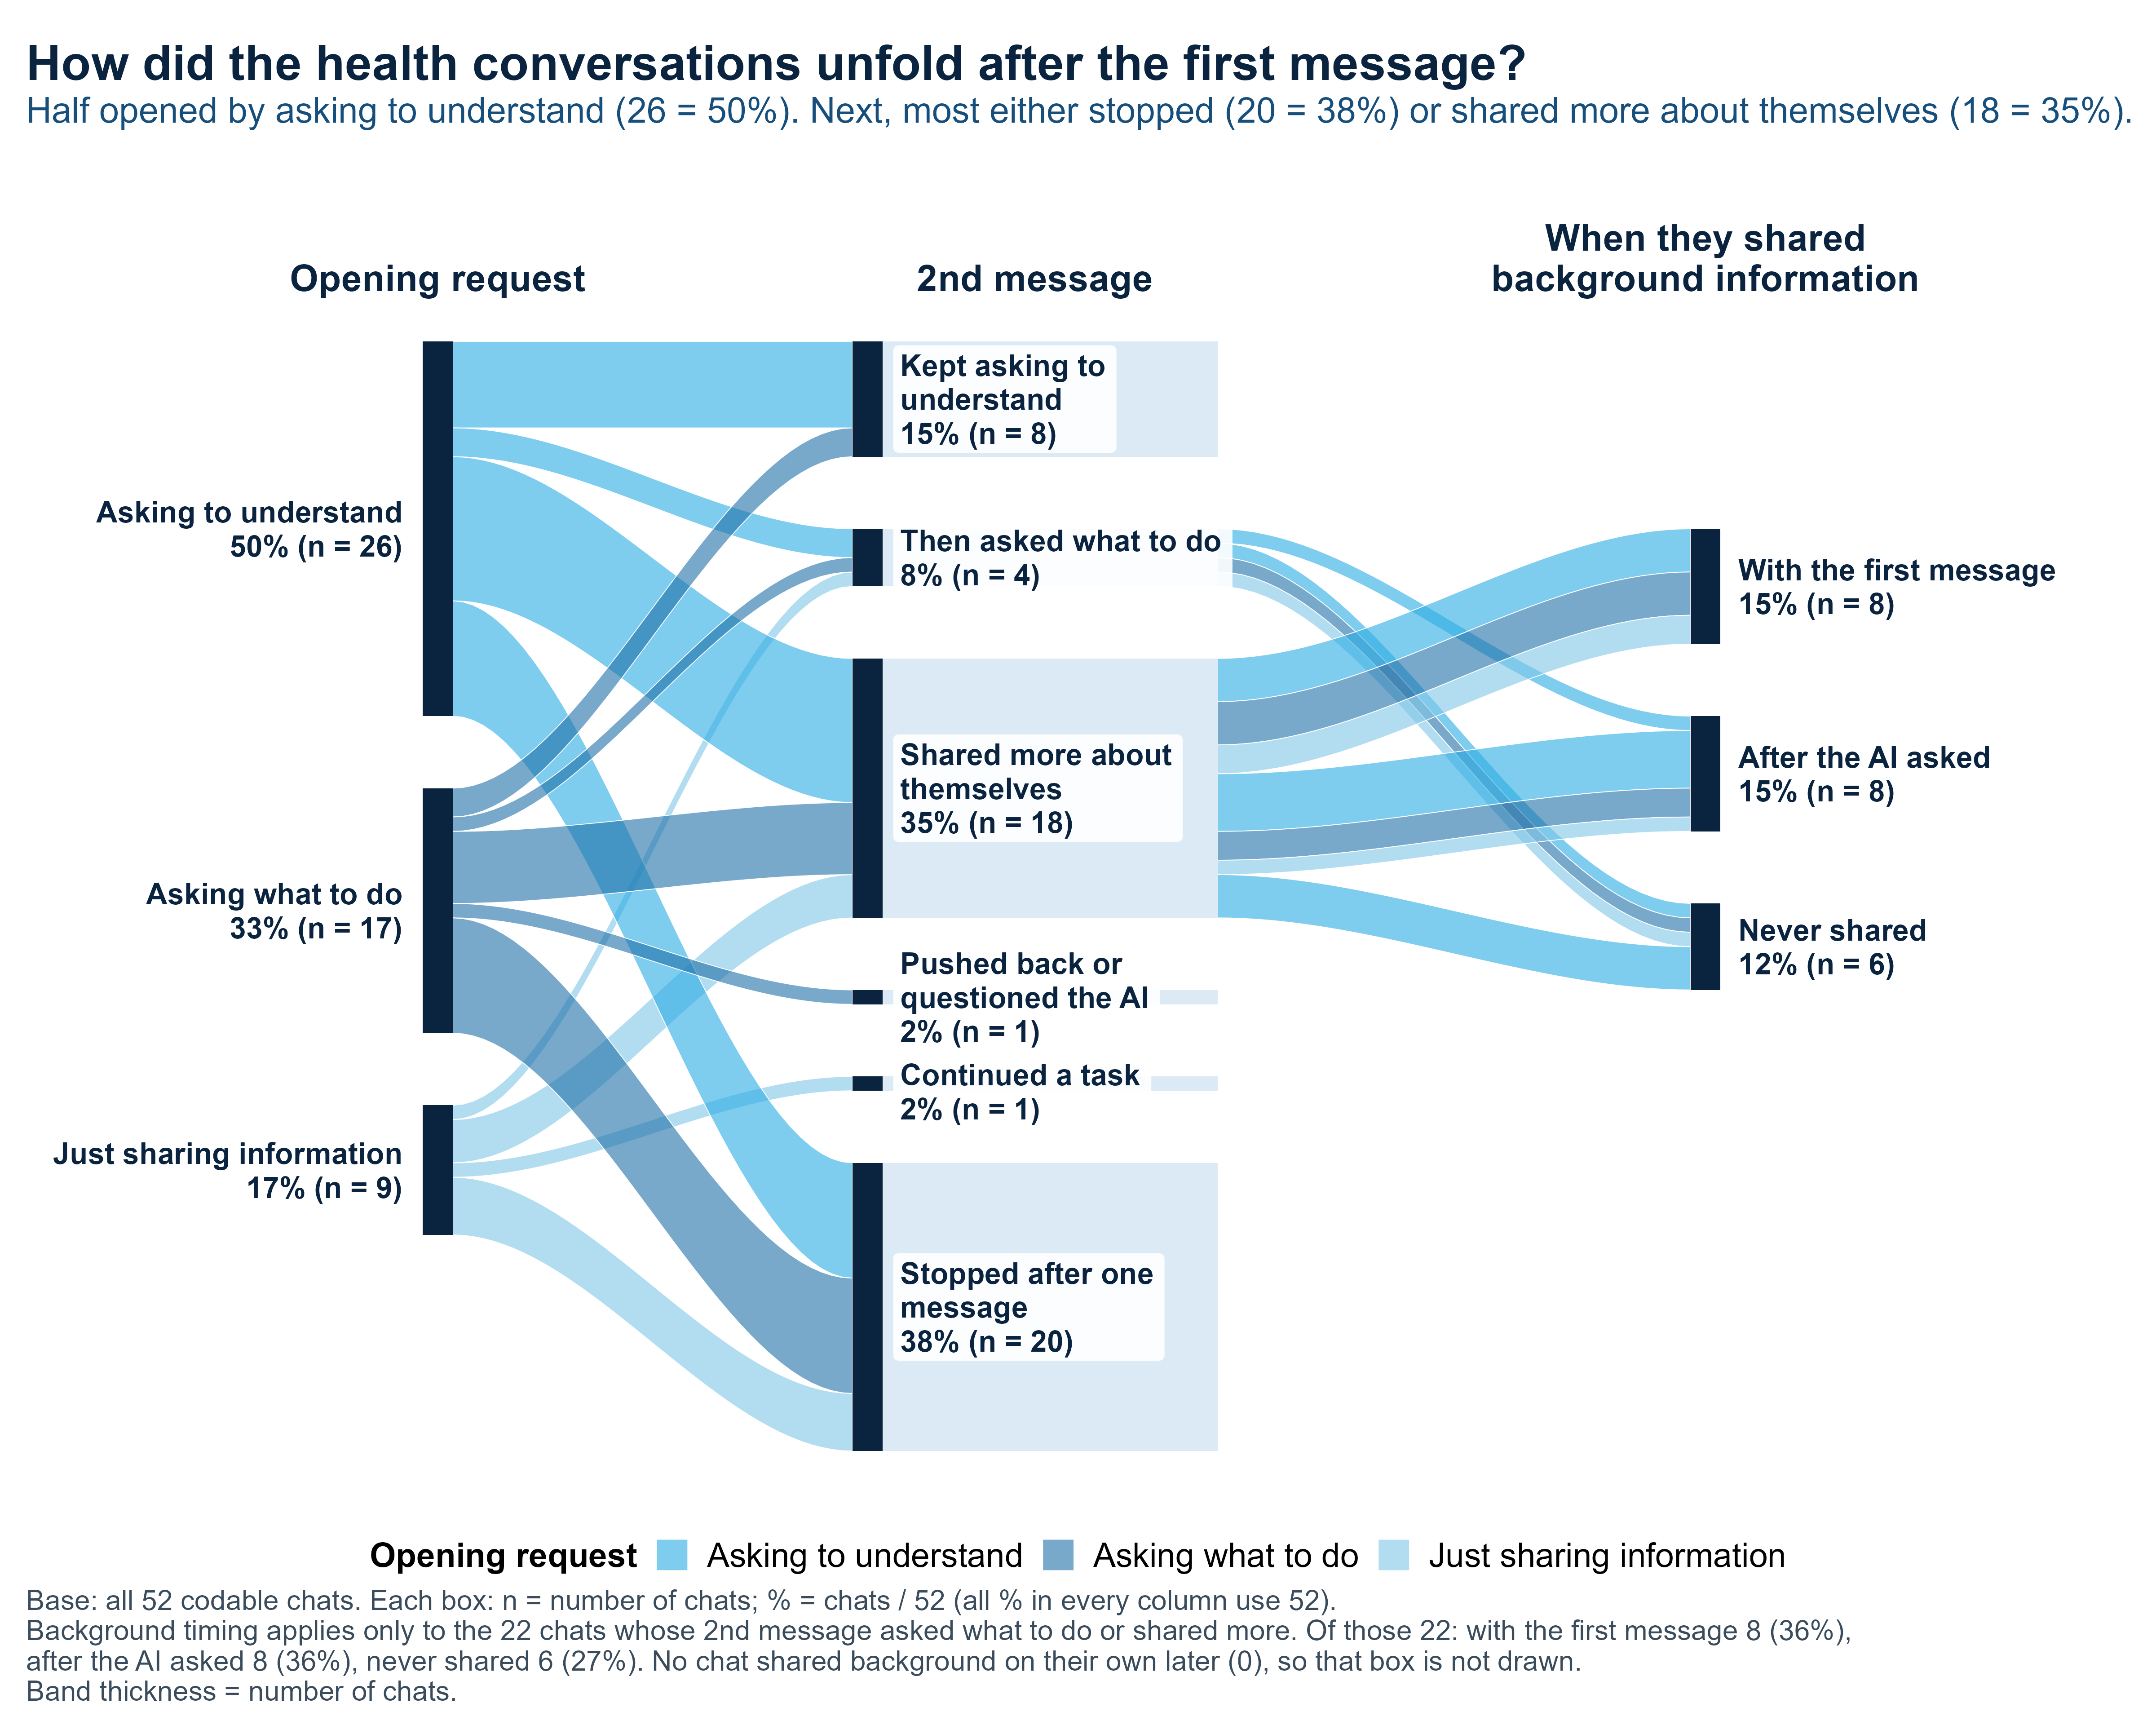 How did the health conversations unfold after the first message?
Half opened by asking to understand (26 = 50%). Next, most either stopped (20 = 38%) or shared more about themselves (18 = 35%).
Opening request
2nd message
When they shared
background information
Asking to understand
50% (n = 26)
Asking what to do
33% (n = 17)
Just sharing information
17% (n = 9)
Kept asking to
understand
15% (n = 8)
Then asked what to do
8% (n = 4)
Shared more about
themselves
35% (n = 18)
Pushed back or
questioned the AI
2% (n = 1)
Continued a task
2% (n = 1)
Stopped after one
message
38% (n = 20)
With the first message
15% (n = 8)
After the AI asked
15% (n = 8)
Never shared
12% (n = 6)
Opening request Asking to understand Asking what to do Just sharing information
Base: all 52 codable chats. Each box: n = number of chats; % = chats / 52 (all % in every column use 52).
Background timing applies only to the 22 chats whose 2nd message asked what to do or shared more. Of those 22: with the first message 8 (36%),
after the AI asked 8 (36%), never shared 6 (27%). No chat shared background on their own later (0), so that box is not drawn.
Band thickness = number of chats.